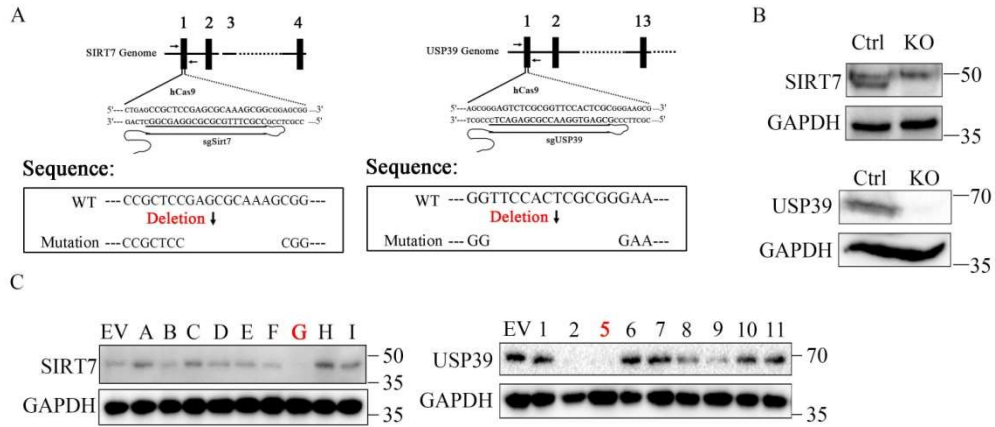 A
1 2 3 4
SIRT7 Genome
hCas9
5'--- CTGAGCCGCTCCGAGCGCAAAGCGGCGGAGCGG ---3'
3'--- GACTCGGCGAGGCGCGCGTTTCGCCGCCTCGCC ---5'
sgSirt7
Sequence:
WT ---CCGCTCCGAGCGCAAAGCGG---
Deletion ↓
Mutation ---CCGCTCC CGG---
1 2 13
USP39 Genome
hCas9
5'--- AGCGGGAGTCTCGCGGTTCCACTCGCGGGAAGCG ---3'
3'--- TCGCCCTCAGAGCGCCAAGGTGAGCGCCCTTCGC ---5'
sgUSP39
Sequence:
WT ---GGTTCCACTCGCGGGAA---
Deletion ↓
Mutation ---GG GAA---
B
Ctrl KO
SIRT7 50
GAPDH
35
Ctrl KO
USP39 70
GAPDH
35
C
EV A B C D E F G H I
SIRT7 50
40
GAPDH
35
EV 1 2 5 6 7 8 9 10 11
USP39 70
GAPDH
35